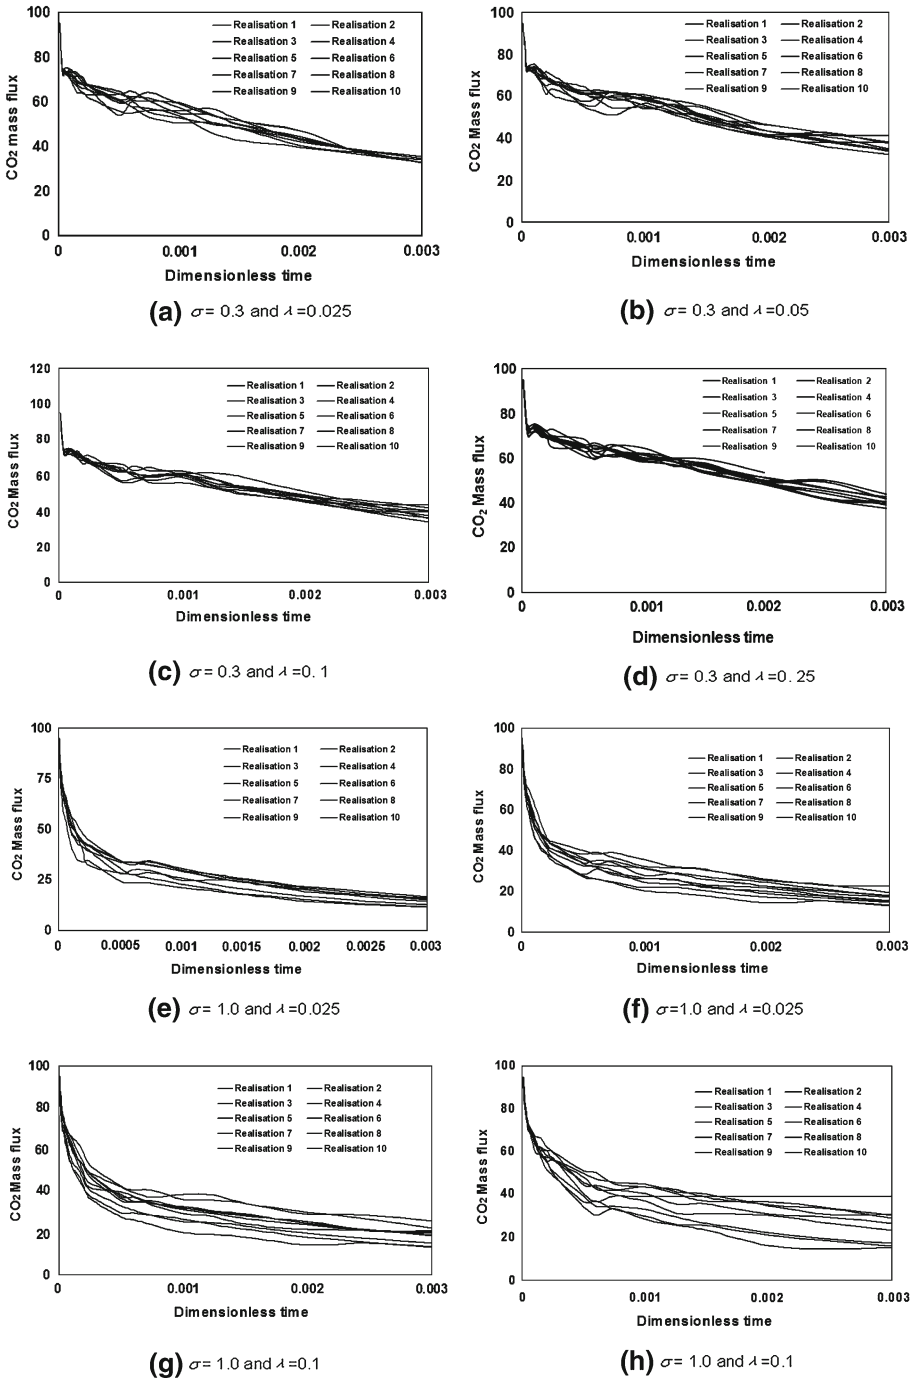 100
80
60
40
20
0
CO2 mass flux
Realisation 1 Realisation 2
Realisation 3 Realisation 4
Realisation 5 Realisation 6
Realisation 7 Realisation 8
Realisation 9 Realisation 10
0 0.001 0.002 0.003
Dimensionless time
(a) σ= 0.3 and λ=0.025
100
80
60
40
20
0
CO2 Mass flux
Realisation 1 Realisation 2
Realisation 3 Realisation 4
Realisation 5 Realisation 6
Realisation 7 Realisation 8
Realisation 9 Realisation 10
0 0.001 0.002 0.003
Dimensionless time
(b) σ= 0.3 and λ=0.05
120
100
80
60
40
20
0
CO2 Mass flux
Realisation 1 Realisation 2
Realisation 3 Realisation 4
Realisation 5 Realisation 6
Realisation 7 Realisation 8
Realisation 9 Realisation 10
0 0.001 0.002 0.003
Dimensionless time
(c) σ= 0.3 and λ=0. 1
100
80
60
40
20
0
CO2 Mass flux
Realisation 1 Realisation 2
Realisation 3 Realisation 4
Realisation 5 Realisation 6
Realisation 7 Realisation 8
Realisation 9 Realisation 10
0 0.001 0.002 0.003
Dimensionless time
(d) σ= 0.3 and λ=0. 25
100
75
50
25
0
CO2 Mass flux
Realisation 1 Realisation 2
Realisation 3 Realisation 4
Realisation 5 Realisation 6
Realisation 7 Realisation 8
Realisation 9 Realisation 10
0 0.0005 0.001 0.0015 0.002 0.0025 0.003
Dimensionless time
(e) σ= 1.0 and λ=0.025
100
80
60
40
20
0
CO2 Mass flux
Realisation 1 Realisation 2
Realisation 3 Realisation 4
Realisation 5 Realisation 6
Realisation 7 Realisation 8
Realisation 9 Realisation 10
0 0.001 0.002 0.003
Dimensionless time
(f) σ=1.0 and λ=0.025
100
80
60
40
20
0
CO2 Mass flux
Realisation 1 Realisation 2
Realisation 3 Realisation 4
Realisation 5 Realisation 6
Realisation 7 Realisation 8
Realisation 9 Realisation 10
0 0.001 0.002 0.003
Dimensionless time
(g) σ= 1.0 and λ=0.1
100
80
60
40
20
0
CO2 Mass flux
Realisation 1 Realisation 2
Realisation 3 Realisation 4
Realisation 5 Realisation 6
Realisation 7 Realisation 8
Realisation 9 Realisation 10
0 0.001 0.002 0.003
Dimensionless time
(h) σ= 1.0 and λ=0.1